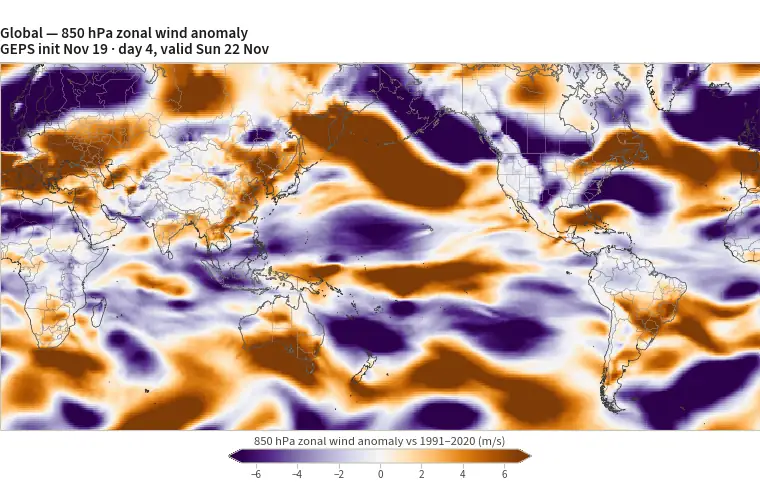 Global — 850 hPa zonal wind anomaly
GEPS init Nov 19 · day 4, valid Sun 22 Nov
850 hPa zonal wind anomaly vs 1991–2020 (m/s)
−6 −4 −2 0 2 4 6